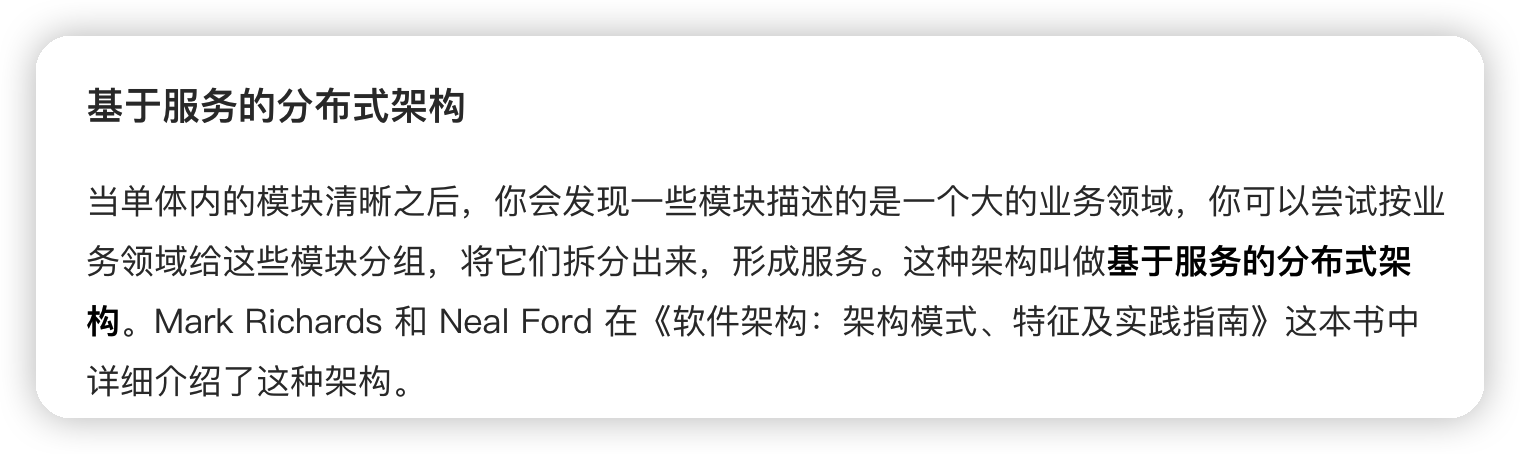 基于服务的分布式架构
当单体内的模块清晰之后，你会发现一些模块描述的是一个大的业务领域，你可以尝试按业
务领域给这些模块分组，将它们拆分出来，形成服务。这种架构叫做基于服务的分布式架
构。Mark Richards 和 Neal Ford 在《软件架构：架构模式、特征及实践指南》这本书中
详细介绍了这种架构。